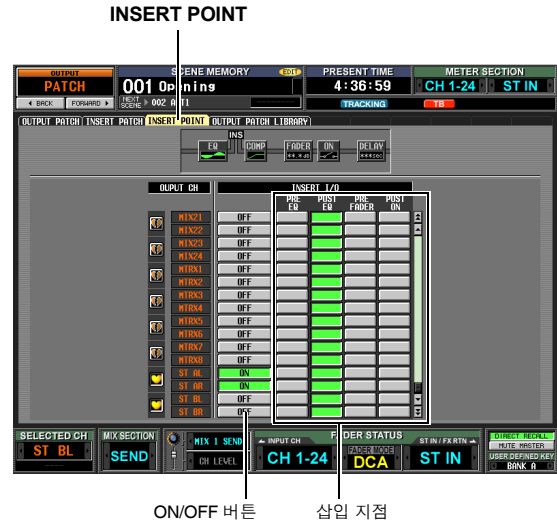 INSERT POINT
OUTPUT
PATCH
BACK FORWARD
SCENE MEMORY EDIT
001 Opening
NEXT SCENE 002 ACT1
PRESENT TIME
4:36:59
TRACKING
METER SECTION
CH 1-24 ST IN
TB
OUTPUT PATCH INSERT PATCH INSERT POINT OUTPUT PATCH LIBRARY
INS
EQ COMP FADER ON DELAY
OUPUT CH INSERT I/O
PRE EQ POST EQ PRE FADER POST ON
MIX21 OFF
MIX22 OFF
MIX23 OFF
MIX24 OFF
MTRX1 OFF
MTRX2 OFF
MTRX3 OFF
MTRX4 OFF
MTRX5 OFF
MTRX6 OFF
MTRX7 OFF
MTRX8 OFF
ST AL ON
ST AR ON
ST BL OFF
ST BR OFF
SELECTED CH
ST BL
MIX SECTION
SEND
MIX 1 SEND
CH LEVEL
INPUT CH
CH 1-24
FADER STATUS
FADER MODE
DCA
ST IN / FX RTN
ST IN
DIRECT RECALL
MUTE MASTER
USER DEFINED KEY
BANK A
ON/OFF 버튼 삽입 지점